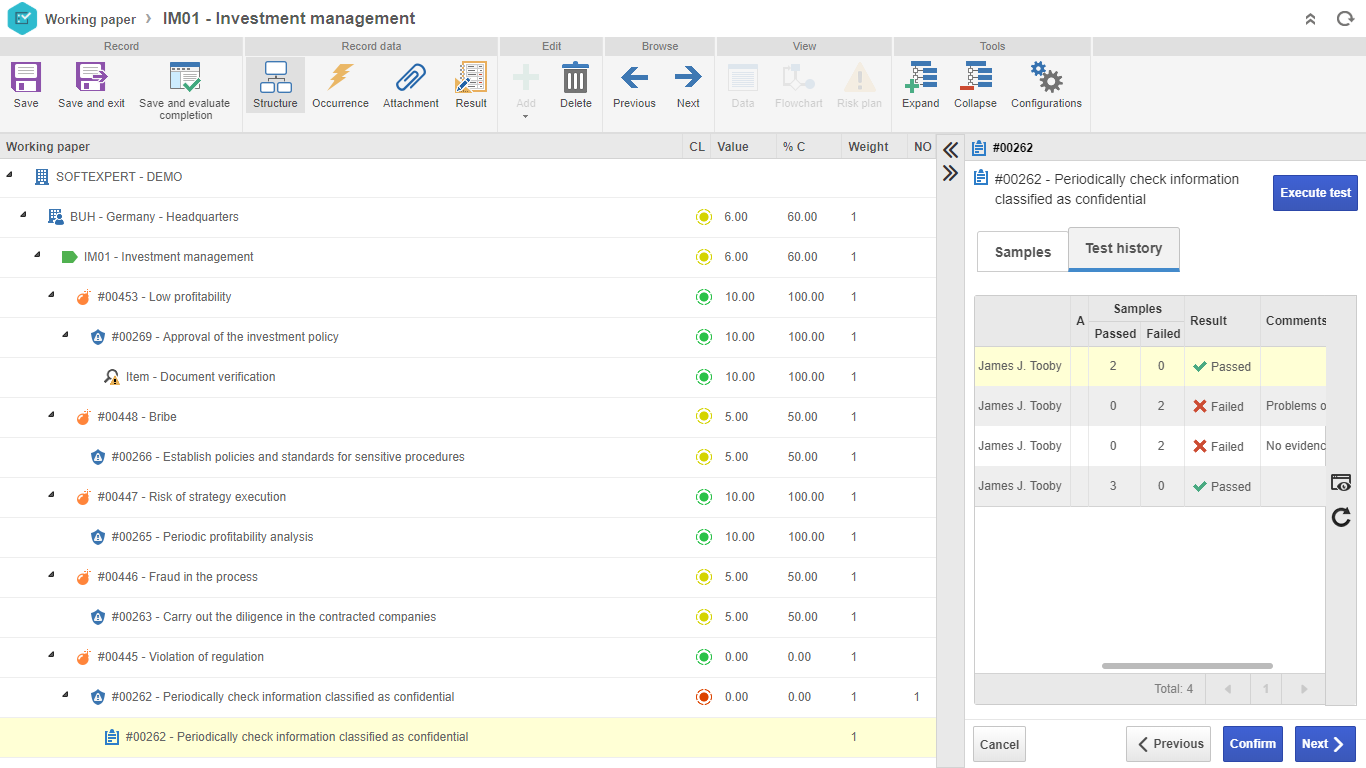 Working paper › IM01 - Investment management
Record
Record data
Edit
Browse
View
Tools
Save
Save and exit
Save and evaluate
completion
Structure
Occurrence
Attachment
Result
Add
Delete
Previous
Next
Data
Flowchart
Risk plan
Expand
Collapse
Configurations
Working paper CL Value % C Weight NO
SOFTEXPERT - DEMO
BUH - Germany - Headquarters 6.00 60.00 1
IM01 - Investment management 6.00 60.00 1
#00453 - Low profitability 10.00 100.00 1
#00269 - Approval of the investment policy 10.00 100.00 1
Item - Document verification 10.00 100.00 1
#00448 - Bribe 5.00 50.00 1
#00266 - Establish policies and standards for sensitive procedures 5.00 50.00 1
#00447 - Risk of strategy execution 10.00 100.00 1
#00265 - Periodic profitability analysis 10.00 100.00 1
#00446 - Fraud in the process 5.00 50.00 1
#00263 - Carry out the diligence in the contracted companies 5.00 50.00 1
#00445 - Violation of regulation 0.00 0.00 1
#00262 - Periodically check information classified as confidential 0.00 0.00 1 1
#00262 - Periodically check information classified as confidential 1
#00262
#00262 - Periodically check information
classified as confidential
Execute test
Samples
Test history
A
Samples
Passed Failed
Result
Comments
James J. Tooby 2 0 Passed
James J. Tooby 0 2 Failed Problems o
James J. Tooby 0 2 Failed No evidenc
James J. Tooby 3 0 Passed
Total: 4
1
Cancel
Previous
Confirm
Next